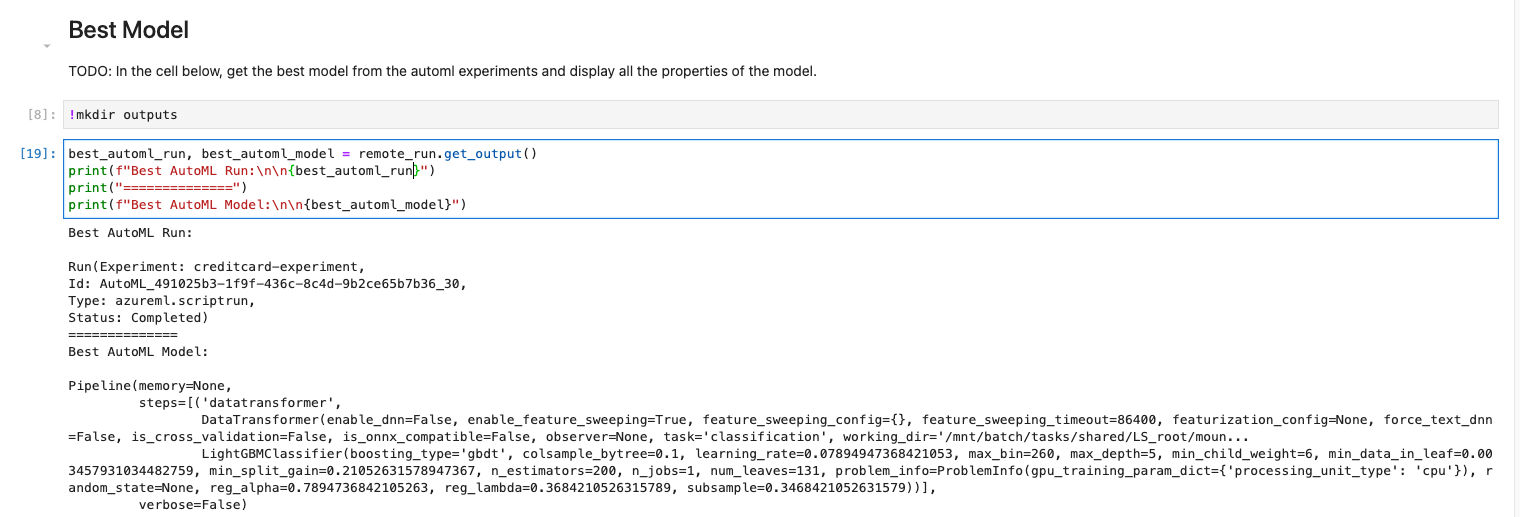 Best Model
TODO: In the cell below, get the best model from the automl experiments and display all the properties of the model.
[8]: !mkdir outputs
[19]: best_automl_run, best_automl_model = remote_run.get_output()
print(f"Best AutoML Run:\n\n{best_automl_run}")
print("==============")
print(f"Best AutoML Model:\n\n{best_automl_model}")
Best AutoML Run:
Run(Experiment: creditcard-experiment,
Id: AutoML_491025b3-1f9f-436c-8c4d-9b2ce65b7b36_30,
Type: azureml.scriptrun,
Status: Completed)
==============
Best AutoML Model:
Pipeline(memory=None,
steps=[('datatransformer',
DataTransformer(enable_dnn=False, enable_feature_sweeping=True, feature_sweeping_config={}, feature_sweeping_timeout=86400, featurization_config=None, force_text_dnn
=False, is_cross_validation=False, is_onnx_compatible=False, observer=None, task='classification', working_dir='/mnt/batch/tasks/shared/LS_root/moun...
LightGBMClassifier(boosting_type='gbdt', colsample_bytree=0.1, learning_rate=0.07894947368421053, max_bin=260, max_depth=5, min_child_weight=6, min_data_in_leaf=0.00
3457931034482759, min_split_gain=0.21052631578947367, n_estimators=200, n_jobs=1, num_leaves=131, problem_info=ProblemInfo(gpu_training_param_dict={'processing_unit_type': 'cpu'}), r
andom_state=None, reg_alpha=0.7894736842105263, reg_lambda=0.3684210526315789, subsample=0.3468421052631579))],
verbose=False)